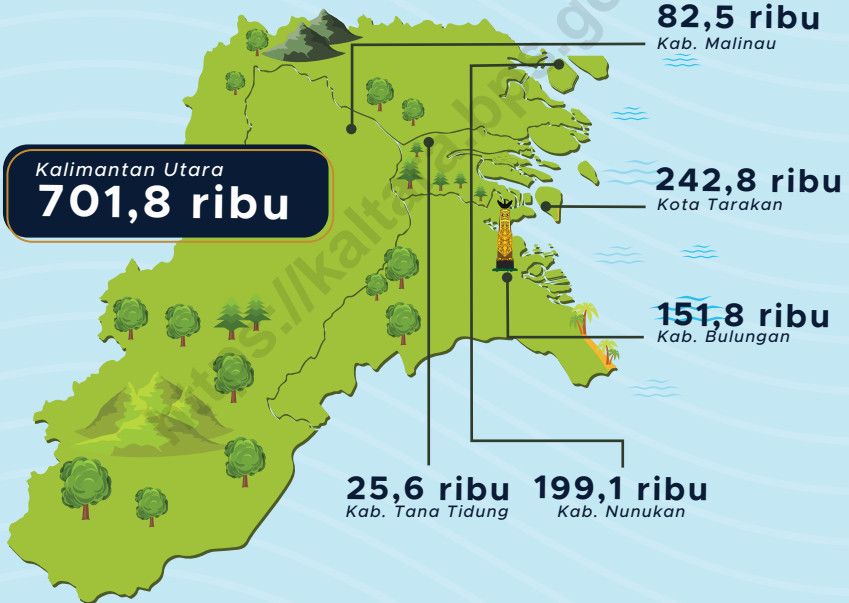 82,5 ribu
Kab. Malinau
Kalimantan Utara
701,8 ribu
242,8 ribu
Kota Tarakan
151,8 ribu
Kab. Bulungan
25,6 ribu
Kab. Tana Tidung
199,1 ribu
Kab. Nunukan
https://kaltara.bps.go